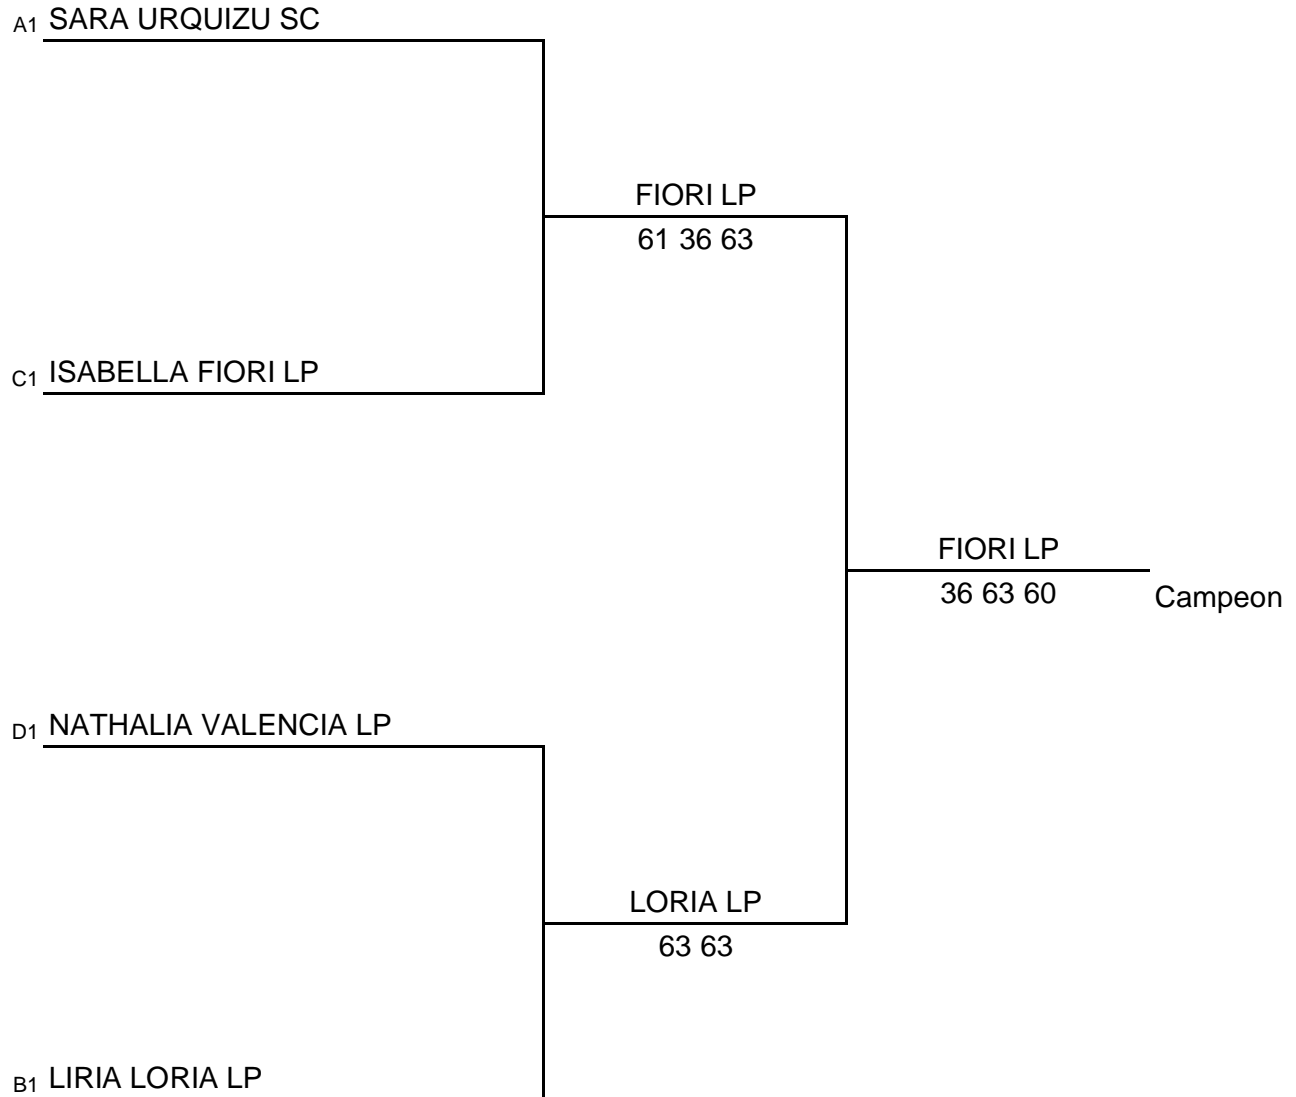 A1 SARA URQUIZU SC
FIORI LP
61 36 63
C1 ISABELLA FIORI LP
FIORI LP
36 63 60
Campeon
D1 NATHALIA VALENCIA LP
LORIA LP
63 63
B1 LIRIA LORIA LP